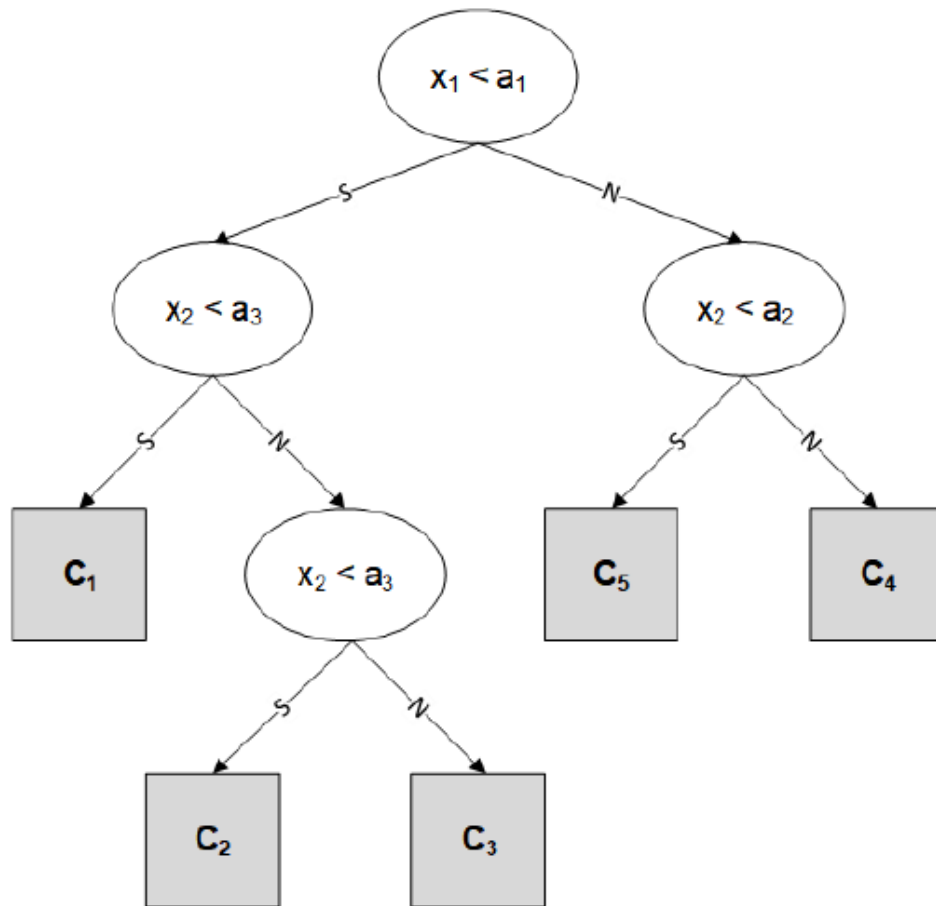 x₁ < a₁
S
N
x₂ < a₃
x₂ < a₂
S
N
S
N
C₁
x₂ < a₃
C₅
C₄
S
N
C₂
C₃